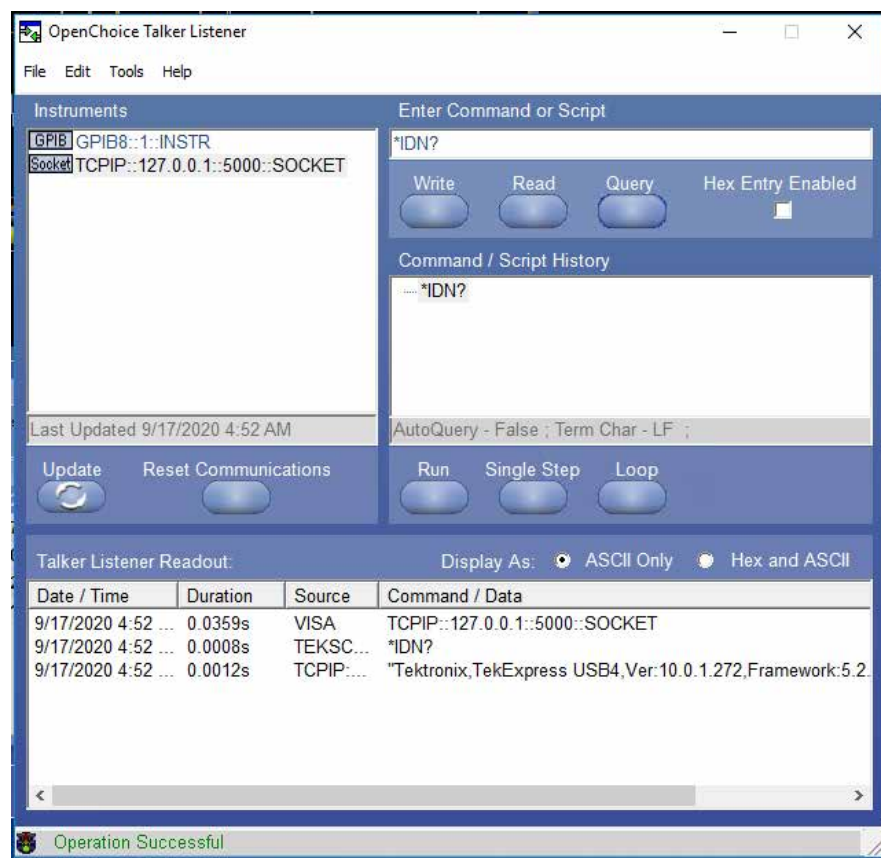 OpenChoice Talker Listener
File Edit Tools Help
Instruments
GPIB GPIB8::1::INSTR
Socket TCPIP::127.0.0.1::5000::SOCKET
Last Updated 9/17/2020 4:52 AM
Update Reset Communications
Enter Command or Script
*IDN?
Write Read Query Hex Entry Enabled
Command / Script History
*IDN?
AutoQuery - False ; Term Char - LF ;
Run Single Step Loop
Talker Listener Readout: Display As: ASCII Only Hex and ASCII
Date / Time Duration Source Command / Data
9/17/2020 4:52 ... 0.0359s VISA TCPIP::127.0.0.1::5000::SOCKET
9/17/2020 4:52 ... 0.0008s TEKSC... *IDN?
9/17/2020 4:52 ... 0.0012s TCPIP:... "Tektronix,TekExpress USB4,Ver:10.0.1.272,Framework:5.2.
Operation Successful